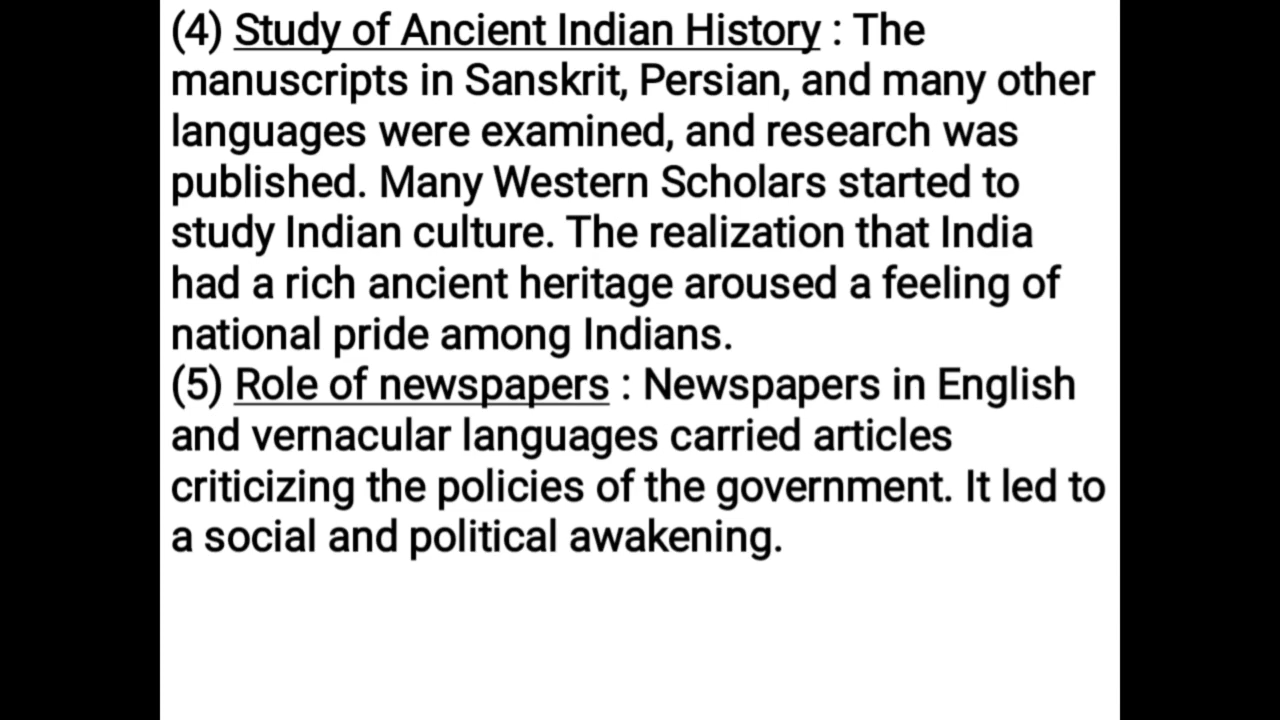 (4) Study of Ancient Indian History : The
manuscripts in Sanskrit, Persian, and many other
languages were examined, and research was
published. Many Western Scholars started to
study Indian culture. The realization that India
had a rich ancient heritage aroused a feeling of
national pride among Indians.
(5) Role of newspapers : Newspapers in English
and vernacular languages carried articles
criticizing the policies of the government. It led to
a social and political awakening.